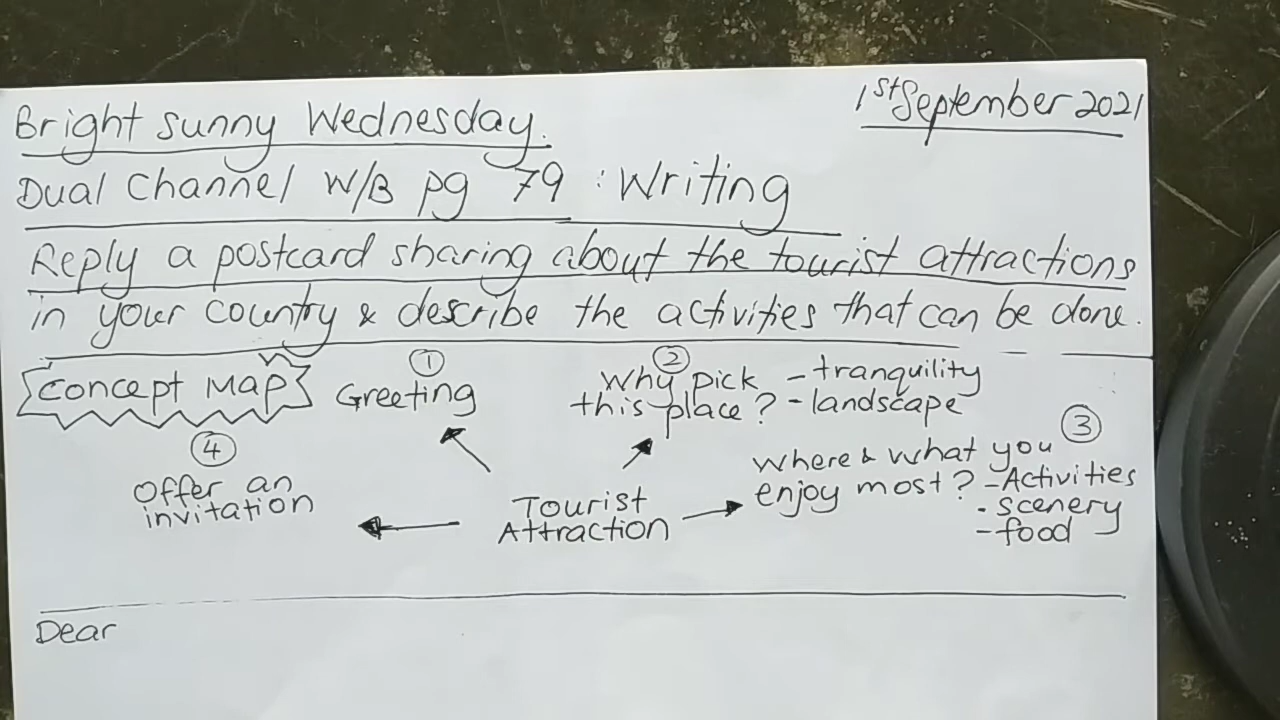 1st September 2021
Bright sunny Wednesday.
Dual Channel W/B pg 79 : Writing
Reply a postcard sharing about the tourist attractions
in your country & describe the activities that can be done.
Concept Map
1
Greeting
2
Why pick
this place?
- tranquility
- landscape
3
Where & what you
enjoy most?
- Activities
- scenery
- food
4
Offer an
invitation
Tourist
Attraction
Dear